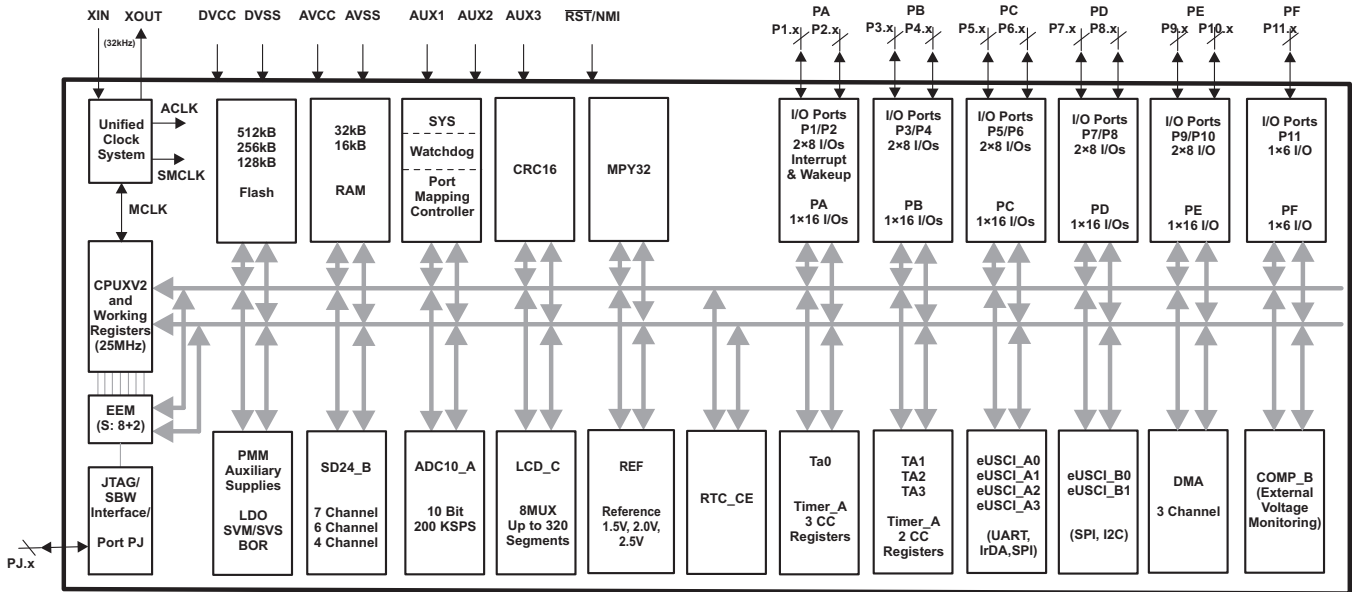 XIN
XOUT
(32kHz)
DVCC
DVSS
AVCC
AVSS
AUX1
AUX2
AUX3
RST/NMI
PA
P1.x
P2.x
PB
P3.x
P4.x
PC
P5.x
P6.x
PD
P7.x
P8.x
PE
P9.x
P10.x
PF
P11.x
Unified
Clock
System
ACLK
SMCLK
MCLK
512kB
256kB
128kB
Flash
32kB
16kB
RAM
SYS
Watchdog
Port
Mapping
Controller
CRC16
MPY32
I/O Ports
P1/P2
2×8 I/Os
Interrupt
& Wakeup
PA
1×16 I/Os
I/O Ports
P3/P4
2×8 I/Os
PB
1×16 I/Os
I/O Ports
P5/P6
2×8 I/Os
PC
1×16 I/Os
I/O Ports
P7/P8
2×8 I/Os
PD
1×16 I/Os
I/O Ports
P9/P10
2×8 I/O
PE
1×16 I/O
I/O Ports
P11
1×6 I/O
PF
1×6 I/O
CPUXV2
and
Working
Registers
(25MHz)
EEM
(S: 8+2)
JTAG/
SBW
Interface/
Port PJ
PJ.x
PMM
Auxiliary
Supplies
LDO
SVM/SVS
BOR
SD24_B
7 Channel
6 Channel
4 Channel
ADC10_A
10 Bit
200 KSPS
LCD_C
8MUX
Up to 320
Segments
REF
Reference
1.5V, 2.0V,
2.5V
RTC_CE
Ta0
Timer_A
3 CC
Registers
TA1
TA2
TA3
Timer_A
2 CC
Registers
eUSCI_A0
eUSCI_A1
eUSCI_A2
eUSCI_A3
(UART,
IrDA,SPI)
eUSCI_B0
eUSCI_B1
(SPI, I2C)
DMA
3 Channel
COMP_B
(External
Voltage
Monitoring)